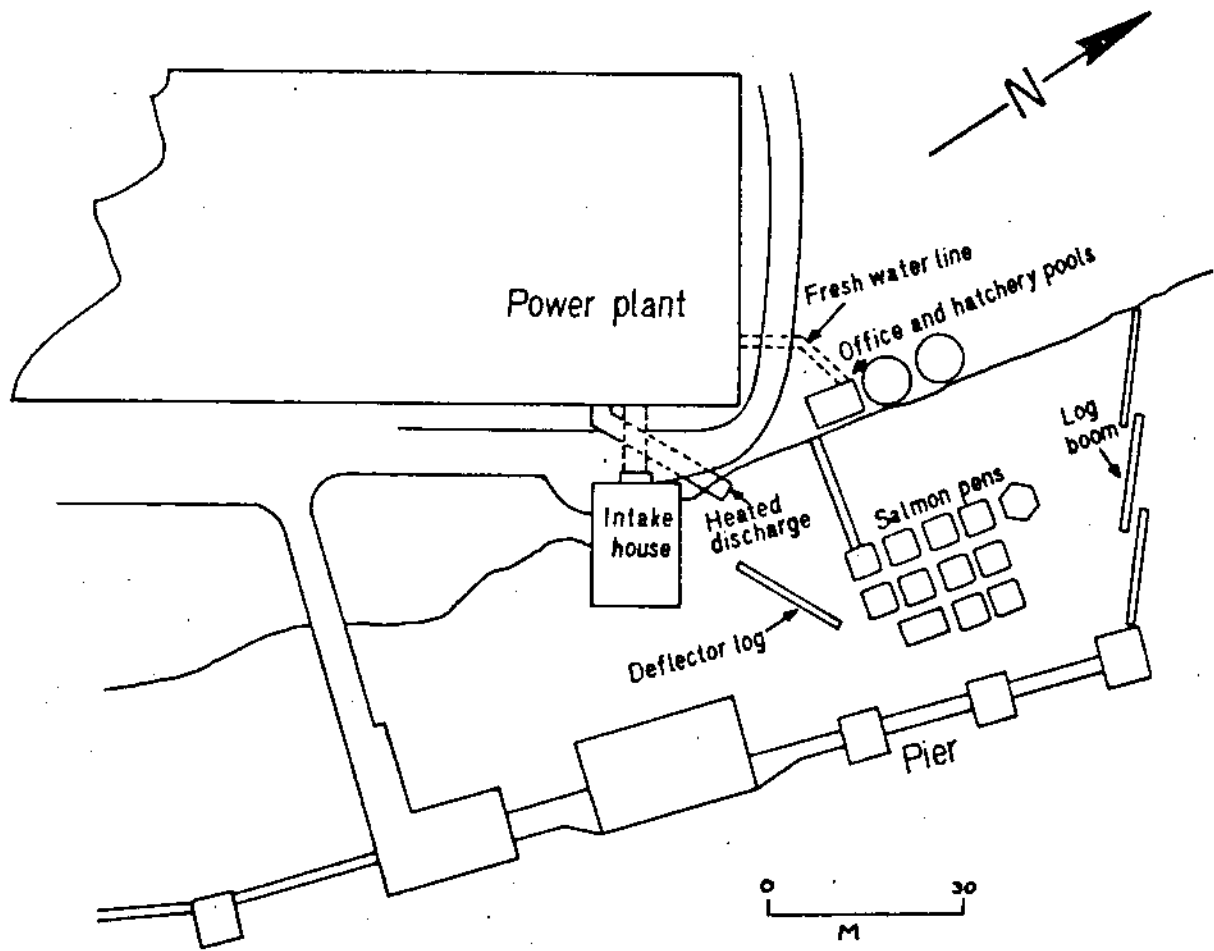 N
Power plant
Fresh water line
Office and hatchery pools
Log
boom
Salmon pens
Intake
house
Heated
discharge
Deflector log
Pier
0 30
M